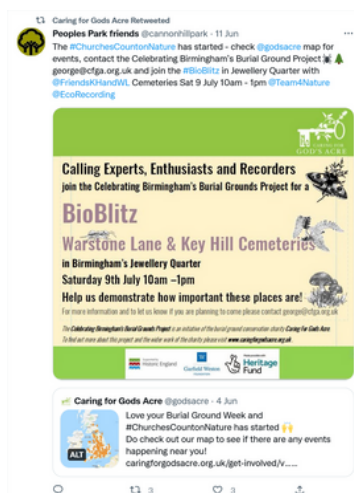 Caring for Gods Acre Retweeted
Peoples Park friends @cannonhillpark · 11 Jun
The #ChurchesCountonNature has started - check @godsacre map for
events, contact the Celebrating Birmingham's Burial Ground Project
george@cfga.org.uk and join the #BioBlitz in Jewellery Quarter with
@FriendsKHandWL Cemeteries Sat 9 July 10am - 1pm @Team4Nature
@EcoRecording
CARING FOR
GOD'S ACRE
Calling Experts, Enthusiasts and Recorders
join the Celebrating Birmingham's Burial Grounds Project for a
BioBlitz
Warstone Lane & Key Hill Cemeteries
in Birmingham's Jewellery Quarter
Saturday 9th July 10am –1pm
Help us demonstrate how important these places are!
For more information and to let us know if you are planning to come please contact george@cfga.org.uk
The Celebrating Birmingham's Burial Grounds Project is an initiative of the burial ground conservation charity Caring For Gods Acre.
To find out more about this project and the wider work of the charity please visit www.caringforgodsacre.org.uk.
Historic England
Garfield Weston
Heritage
Fund
Caring for Gods Acre @godsacre · 4 Jun
Love your Burial Ground Week and
#ChurchesCountonNature has started
Do check out our map to see if there are any events
happening near you!
caringforgodsacre.org.uk/get-involved/v.....
ALT
3
3